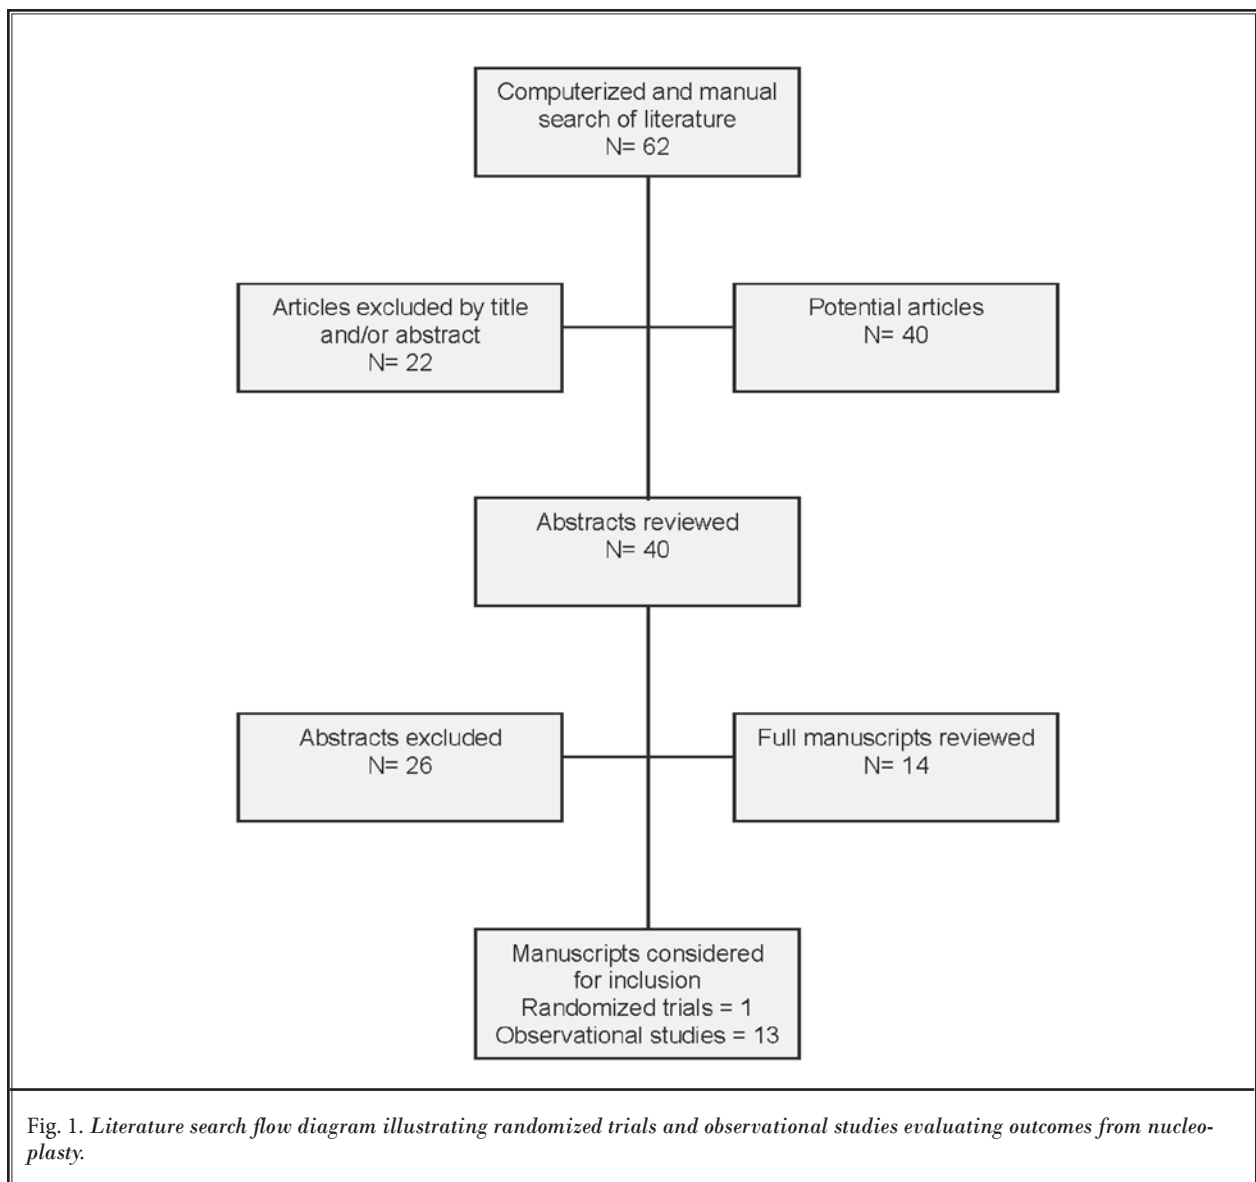 Computerized and manual
search of literature
N= 62
Articles excluded by title
and/or abstract
N= 22
Potential articles
N= 40
Abstracts reviewed
N= 40
Abstracts excluded
N= 26
Full manuscripts reviewed
N= 14
Manuscripts considered
for inclusion
Randomized trials = 1
Observational studies = 13
Fig. 1. Literature search flow diagram illustrating randomized trials and observational studies evaluating outcomes from nucleo-
plasty.